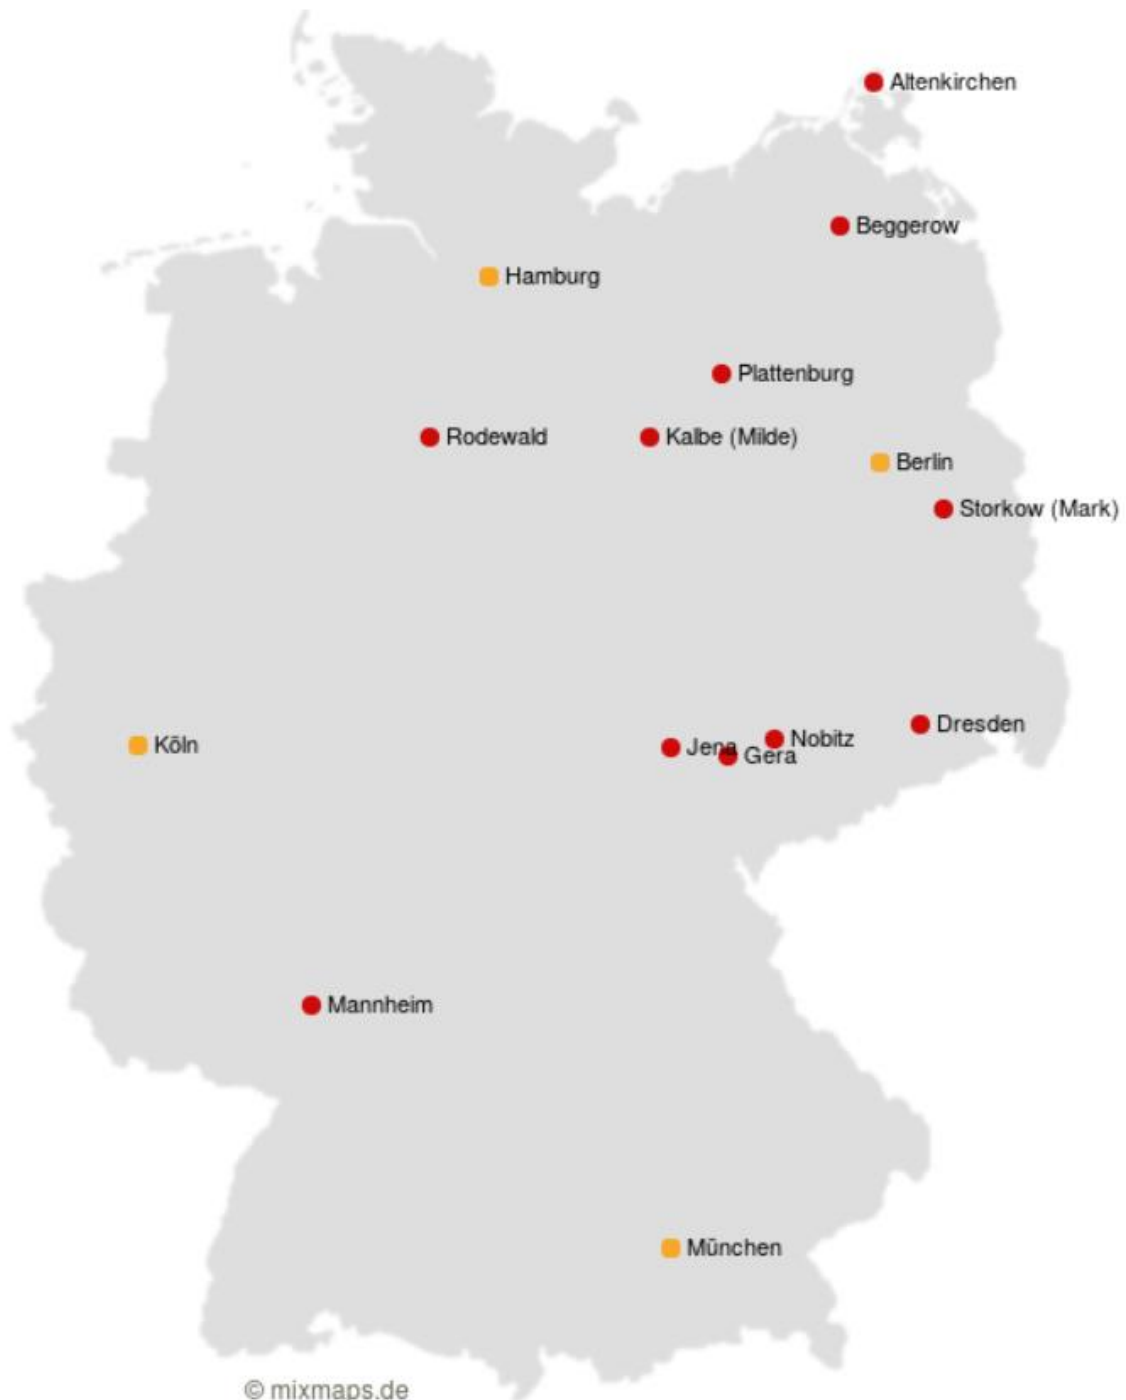 Altenkirchen
Beggerow
Hamburg
Plattenburg
Rodewald
Kalbe (Milde)
Berlin
Storkow (Mark)
Dresden
Nobitz
Köln
Jena
Gera
Mannheim
München
© mixmaps.de